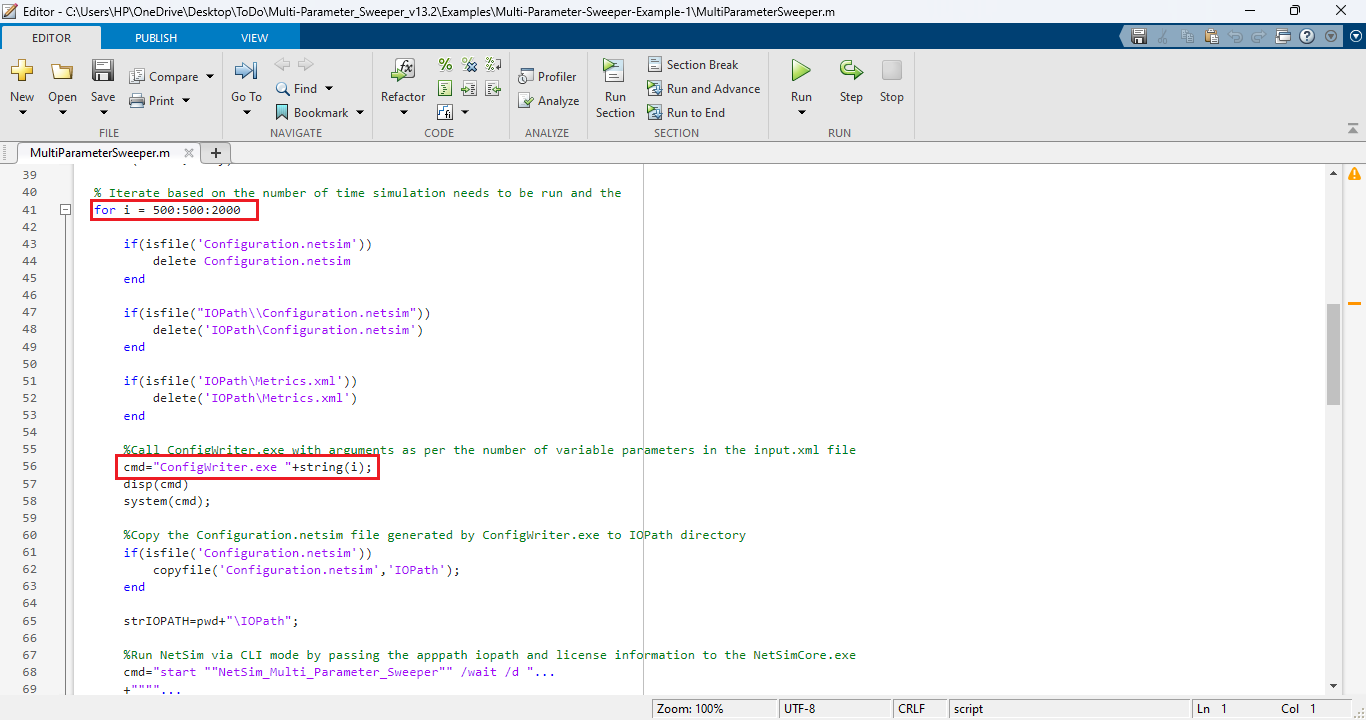 Editor - C:\Users\HP\OneDrive\Desktop\ToDo\Multi-Parameter_Sweeper_v13.2\Examples\Multi-Parameter-Sweeper-Example-1\MultiParameterSweeper.m
EDITOR PUBLISH VIEW
New Open Save Compare Print
FILE
Go To Find Bookmark
NAVIGATE
Refactor
CODE
Profiler
Analyze
ANALYZE
Run Section
Section Break
Run and Advance
Run to End
SECTION
Run Step Stop
RUN
MultiParameterSweeper.m
39
40 % Iterate based on the number of time simulation needs to be run and the
41 for i = 500:500:2000
42
43 if(isfile('Configuration.netsim'))
44 delete Configuration.netsim
45 end
46
47 if(isfile("IOPath\\Configuration.netsim"))
48 delete('IOPath\Configuration.netsim')
49 end
50
51 if(isfile('IOPath\Metrics.xml'))
52 delete('IOPath\Metrics.xml')
53 end
54
55 %Call ConfigWriter.exe with arguments as per the number of variable parameters in the input.xml file
56 cmd="ConfigWriter.exe "+string(i);
57 disp(cmd)
58 system(cmd);
59
60 %Copy the Configuration.netsim file generated by ConfigWriter.exe to IOPath directory
61 if(isfile('Configuration.netsim'))
62 copyfile('Configuration.netsim','IOPath');
63 end
64
65 strIOPATH=pwd+"\IOPath";
66
67 %Run NetSim via CLI mode by passing the apppath iopath and license information to the NetSimCore.exe
68 cmd="start ""NetSim_Multi_Parameter_Sweeper"" /wait /d "...
69 +""""...
Zoom: 100% UTF-8 CRLF script Ln 1 Col 1